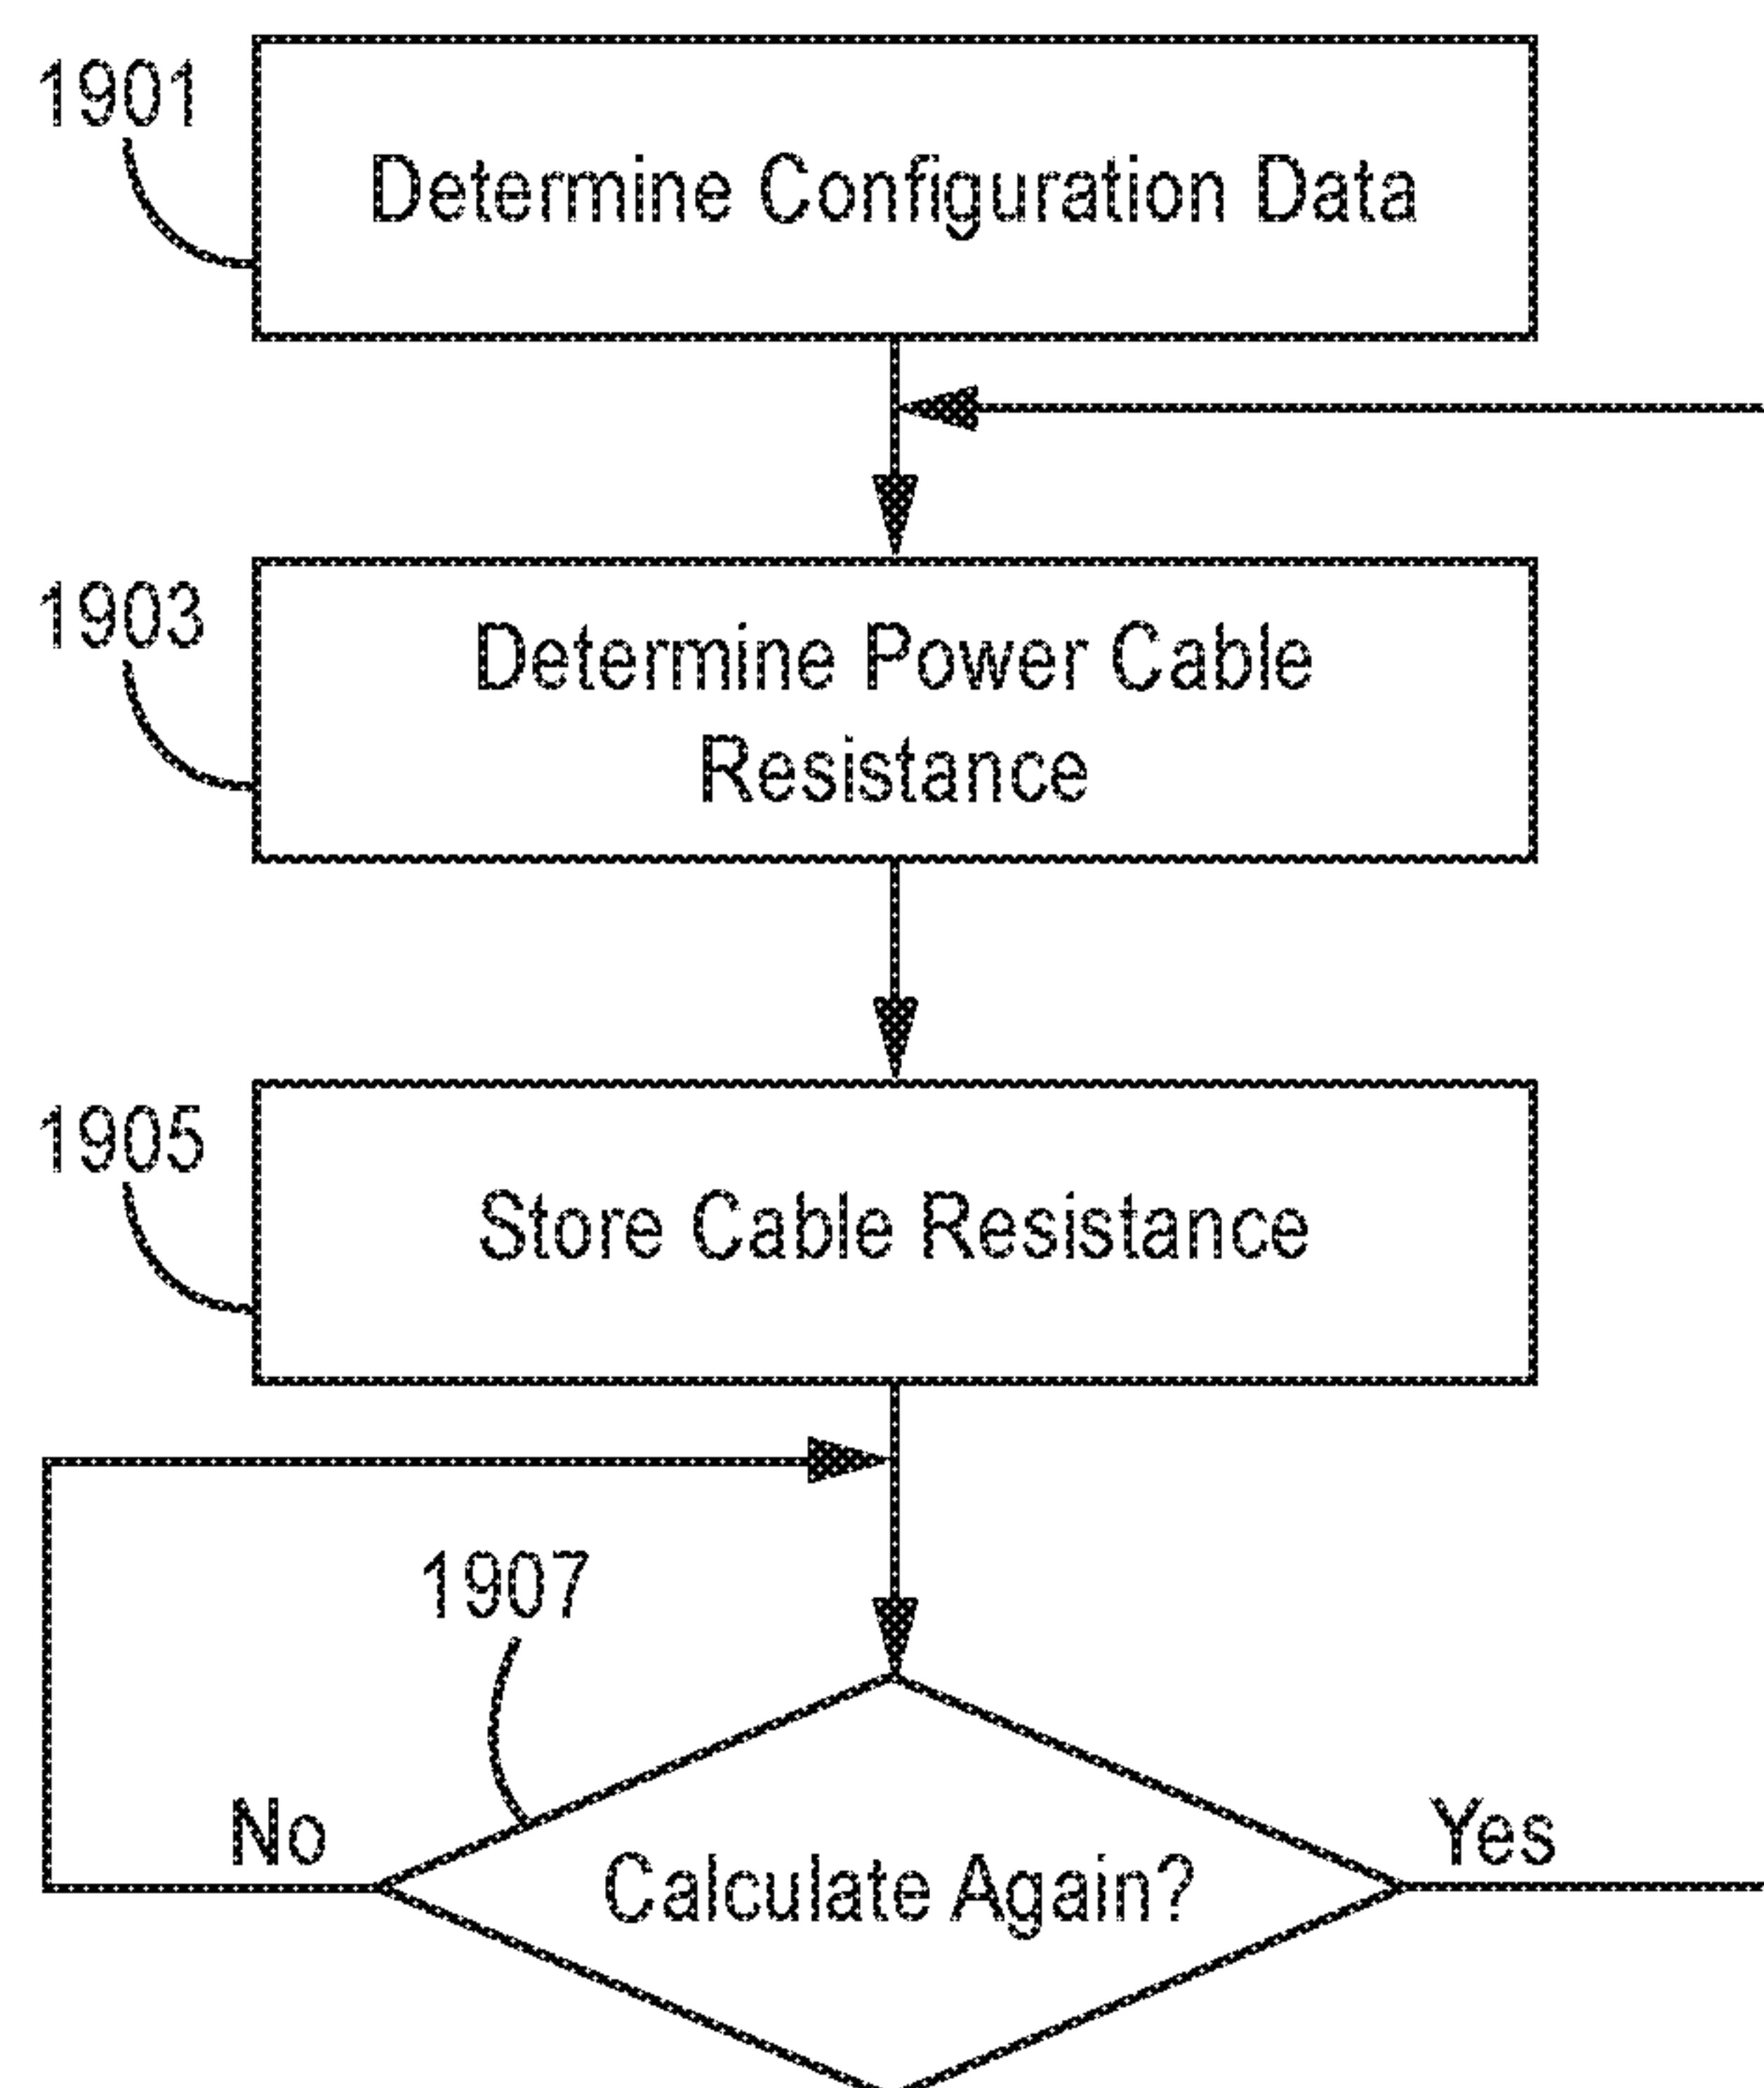 1901
Determine Configuration Data
1903
Determine Power Cable
Resistance
1905
Store Cable Resistance
1907
No
Calculate Again?
Yes